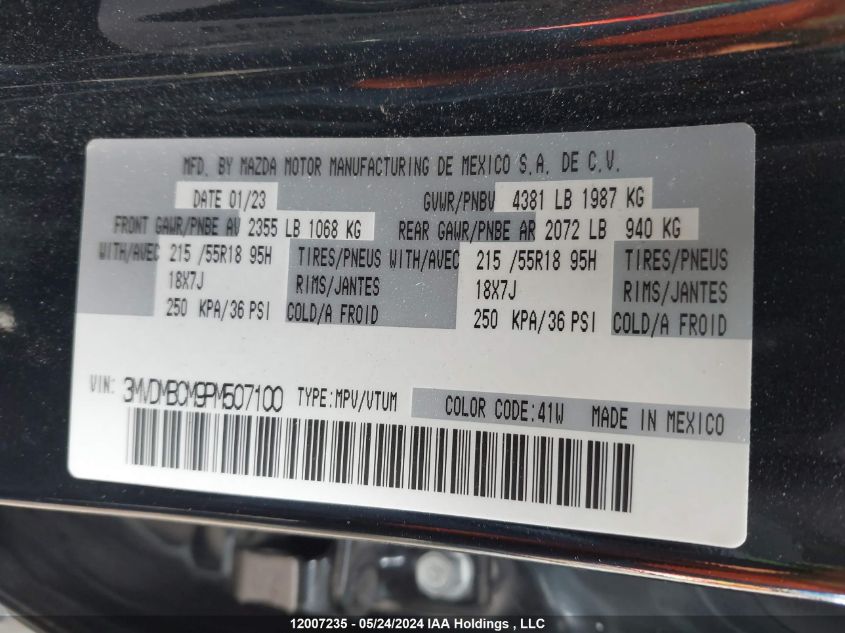 MFD. BY MAZDA MOTOR MANUFACTURING DE MEXICO S.A. DE C.V.
DATE 01/23 GVWR/PNBV 4381 LB 1987 KG
FRONT GAWR/PNBE AV 2355 LB 1068 KG REAR GAWR/PNBE AR 2072 LB 940 KG
WITH/AVEC 215 /55R18 95H TIRES/PNEUS WITH/AVEC 215 /55R18 95H TIRES/PNEUS
18X7J RIMS/JANTES 18X7J RIMS/JANTES
250 KPA/36 PSI COLD/A FROID 250 KPA/36 PSI COLD/A FROID
VIN: 3MVDMBCM9PM507100 TYPE:MPV/VTUM COLOR CODE:41W MADE IN MEXICO
12007235 - 05/24/2024 IAA Holdings , LLC